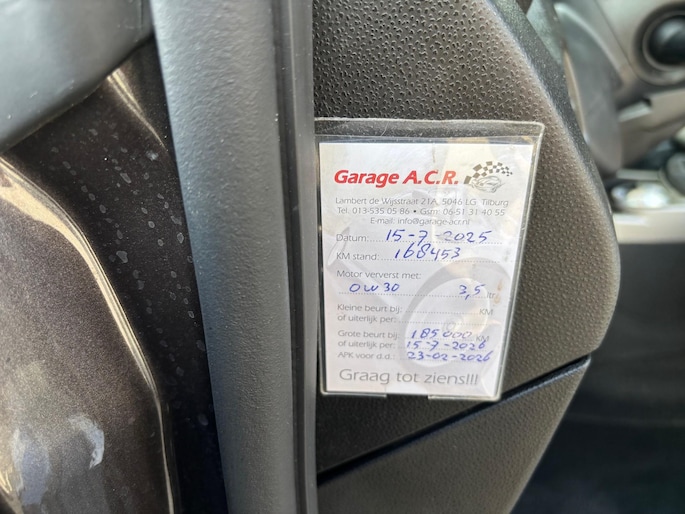 Garage A.C.R.
Lambert de Wijsstraat 21A, 5046 LG Tilburg
Tel. 013-535 05 86 • Gsm: 06-51 31 40 55
E-mail: info@garage-acr.nl
Datum: 15-7-2025
KM stand: 168453
Motor ververst met:
0W30 3,5 ltr.
Kleine beurt bij: KM
of uiterlijk per:
Grote beurt bij: 185000 KM
of uiterlijk per: 15-7-2026
APK voor d.d.: 23-02-2026
Graag tot ziens!!!